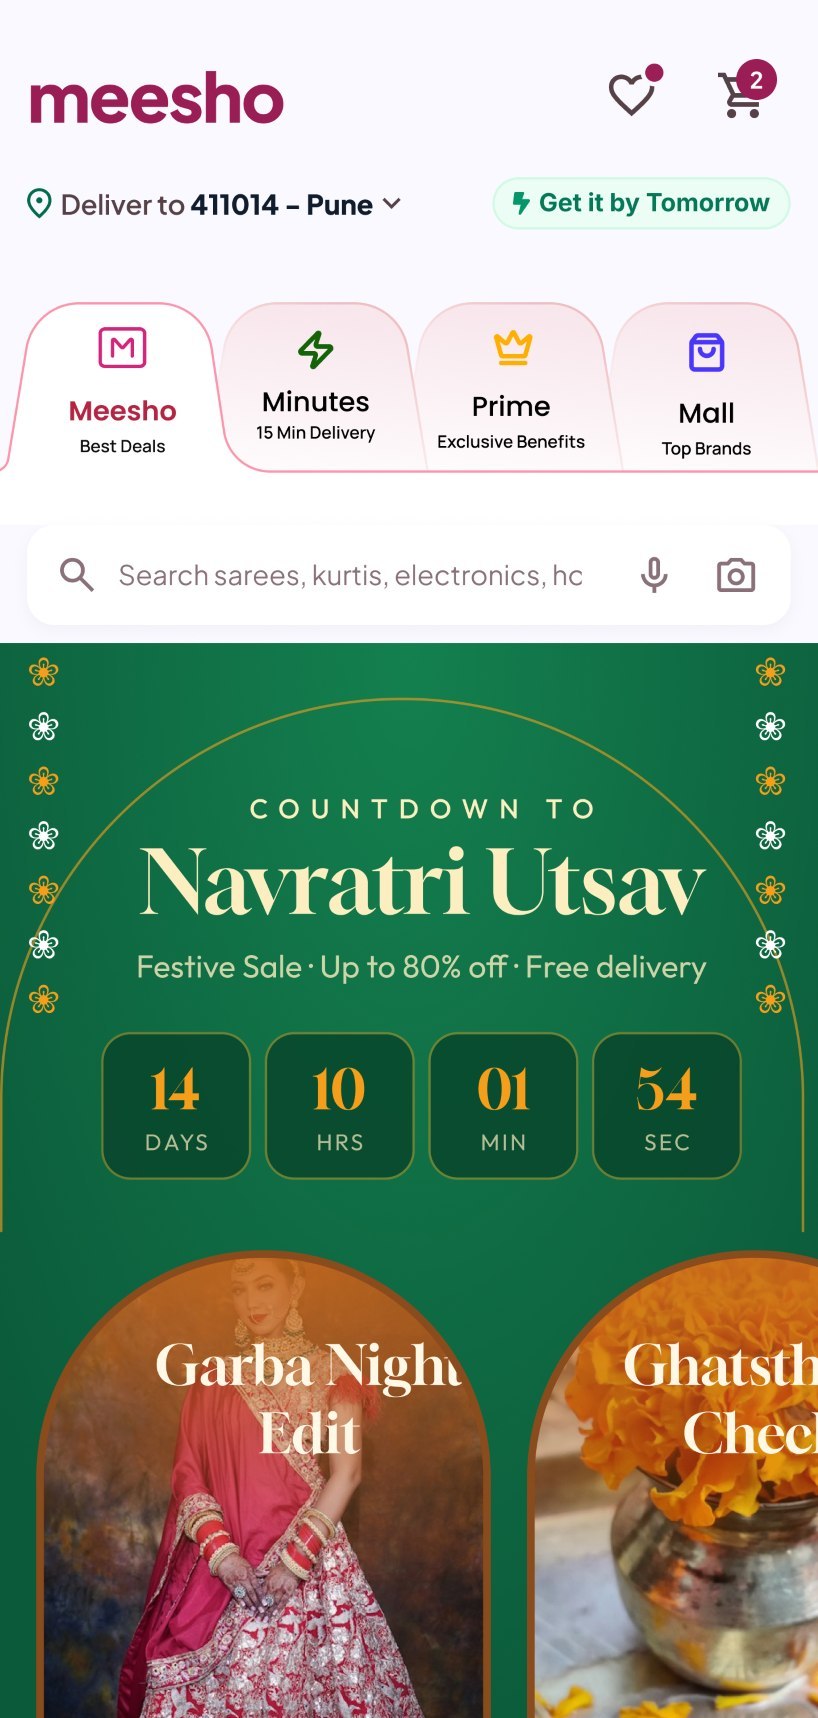 meesho
2
Deliver to 411014 – Pune
Get it by Tomorrow
Meesho
Best Deals
Minutes
15 Min Delivery
Prime
Exclusive Benefits
Mall
Top Brands
Search sarees, kurtis, electronics, ho
COUNTDOWN TO
Navratri Utsav
Festive Sale · Up to 80% off · Free delivery
14
DAYS
10
HRS
01
MIN
54
SEC
Garba Night
Edit
Ghatsth
Chec